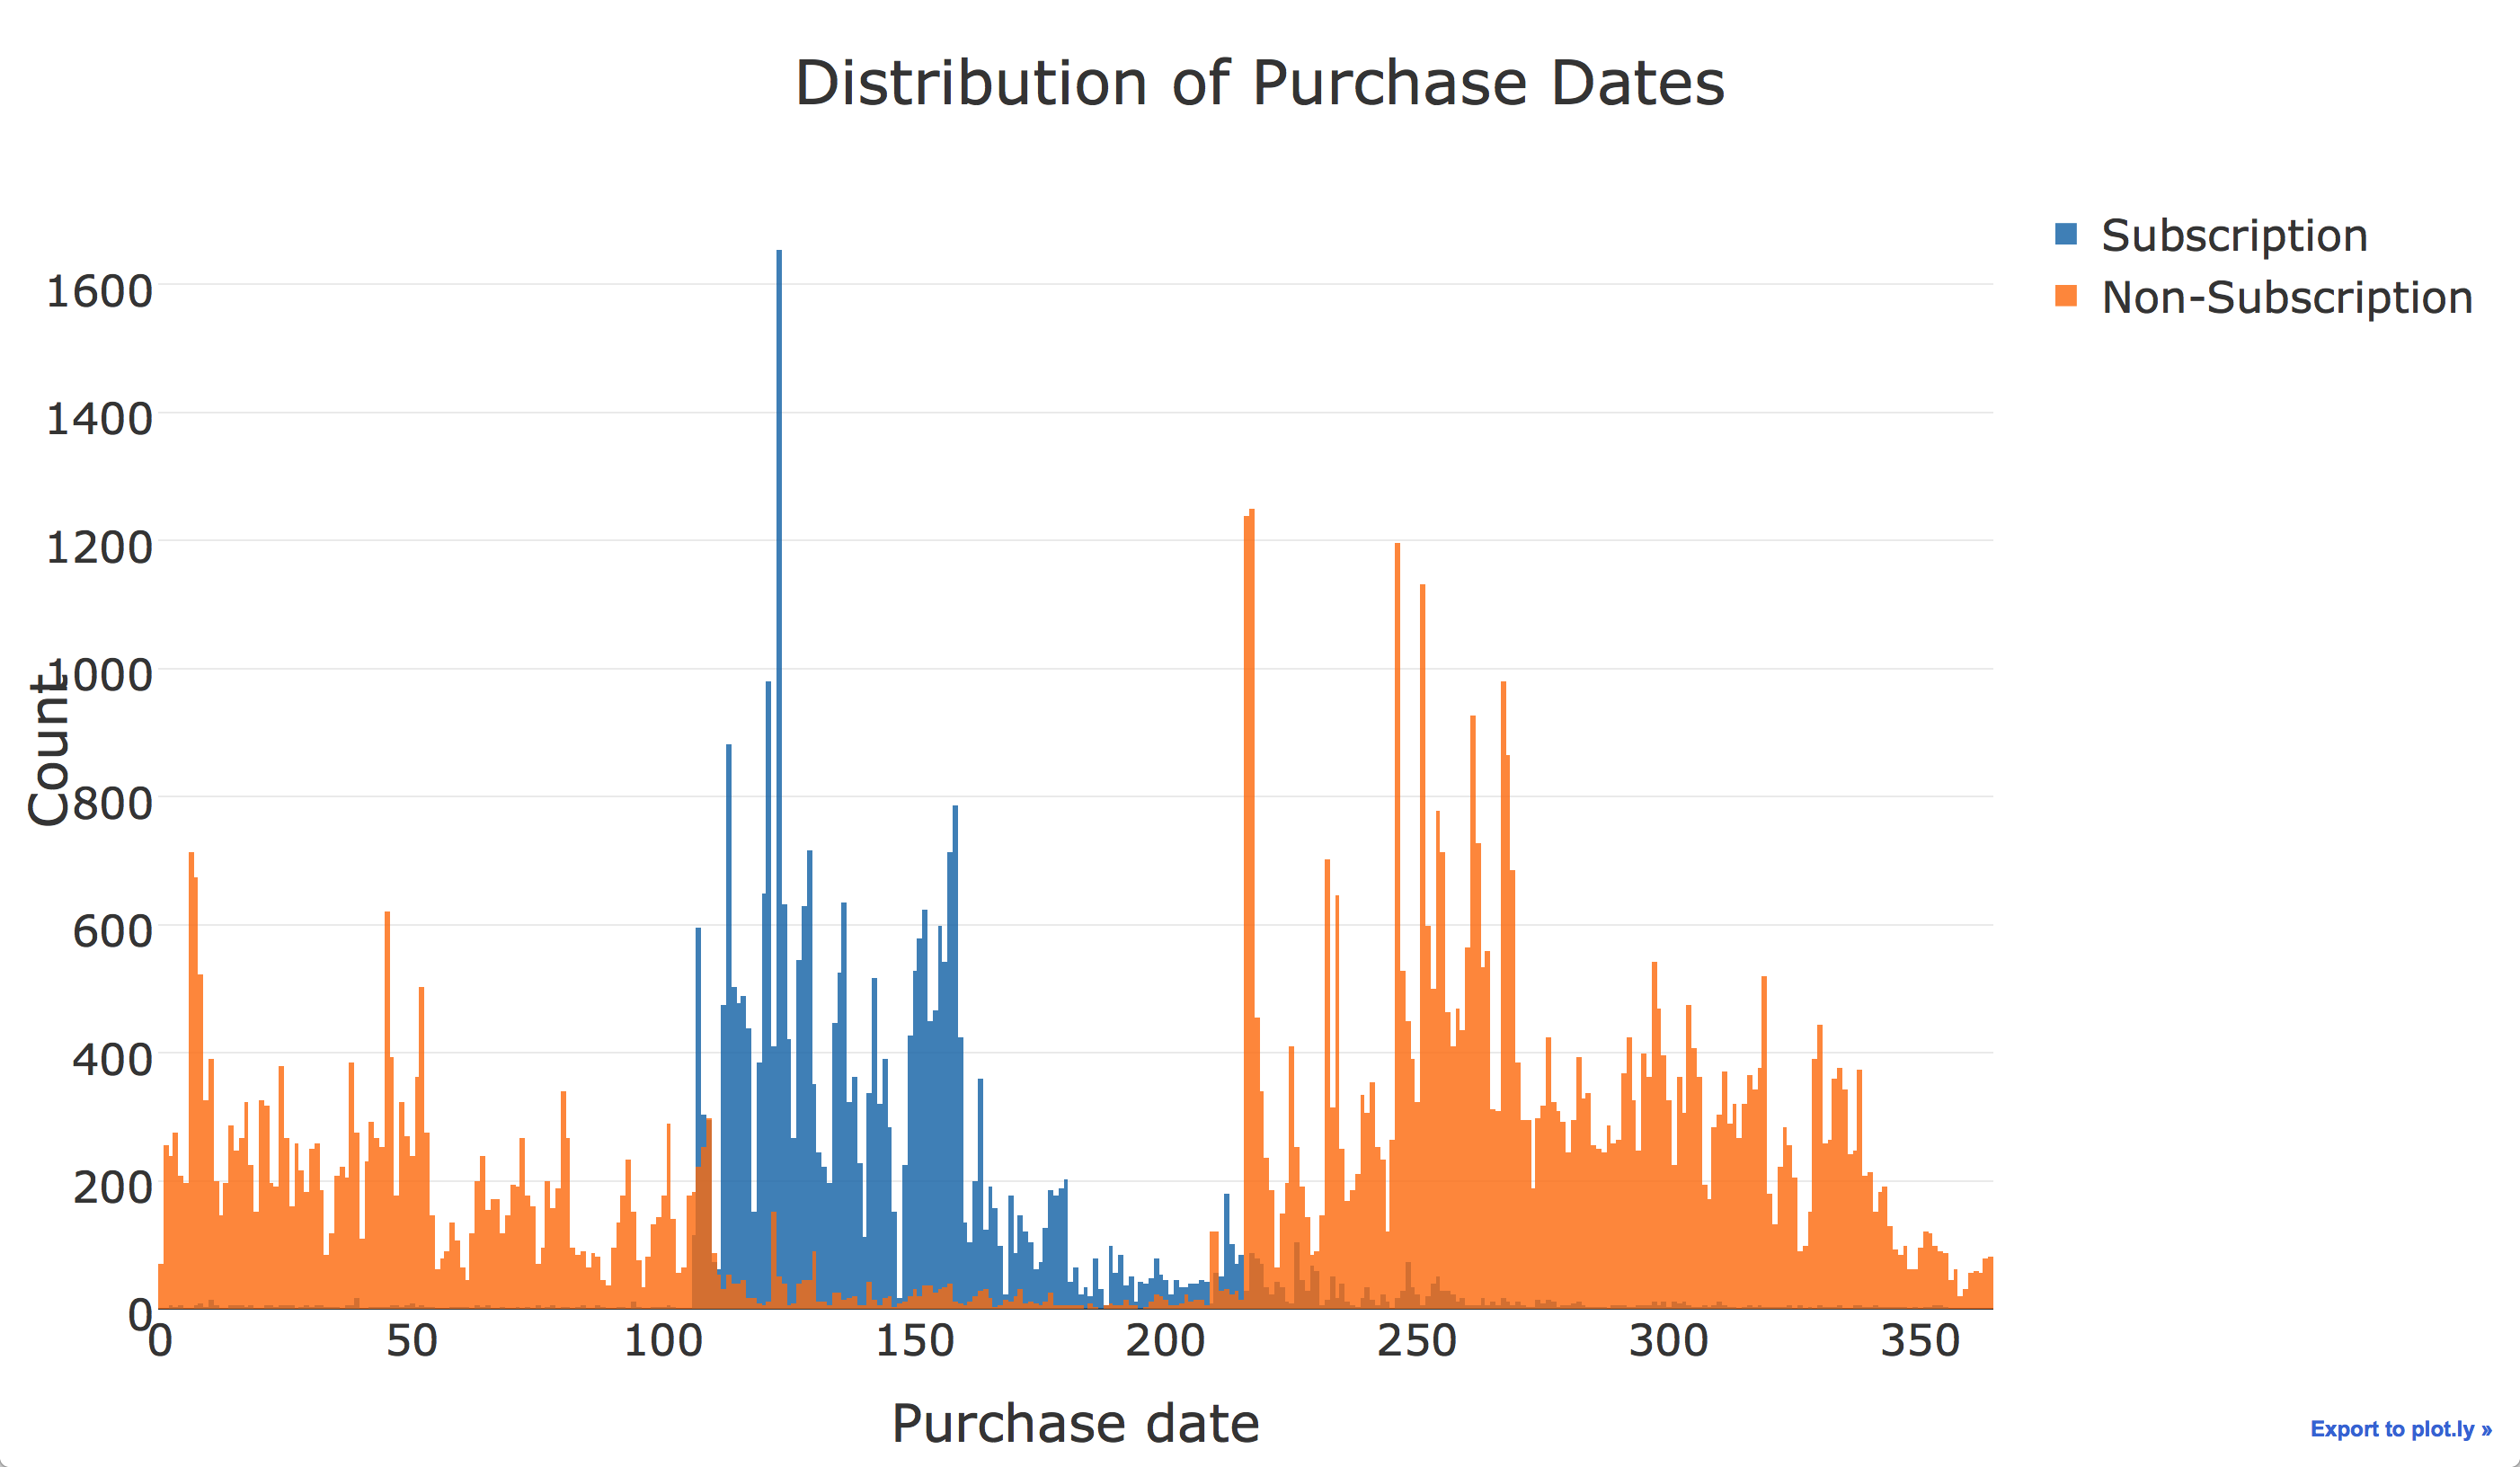 Distribution of Purchase Dates
Subscription
Non-Subscription
1600
1400
1200
1000
800
600
400
200
0
Count
0 50 100 150 200 250 300 350
Purchase date
Export to plot.ly »